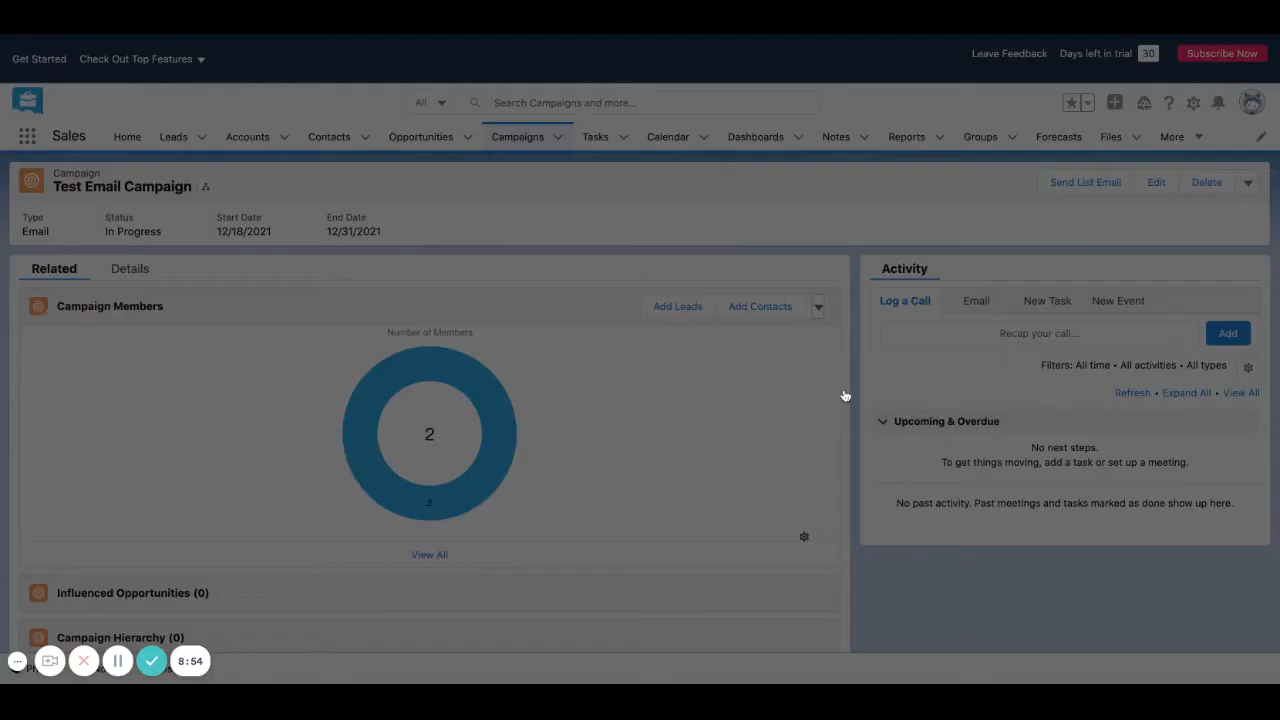 Get Started Check Out Top Features Leave Feedback Days left in trial 30 Subscribe Now
All Search Campaigns and more...
Sales Home Leads Accounts Contacts Opportunities Campaigns Tasks Calendar Dashboards Notes Reports Groups Forecasts Files More
Campaign
Test Email Campaign
Send List Email Edit Delete
Type Status Start Date End Date
Email In Progress 12/18/2021 12/31/2021
Related Details
Campaign Members Add Leads Add Contacts
Number of Members
2
2
View All
Influenced Opportunities (0)
Campaign Hierarchy (0)
8:54
Activity
Log a Call Email New Task New Event
Recap your call... Add
Filters: All time • All activities • All types
Refresh • Expand All • View All
Upcoming & Overdue
No next steps.
To get things moving, add a task or set up a meeting.
No past activity. Past meetings and tasks marked as done show up here.